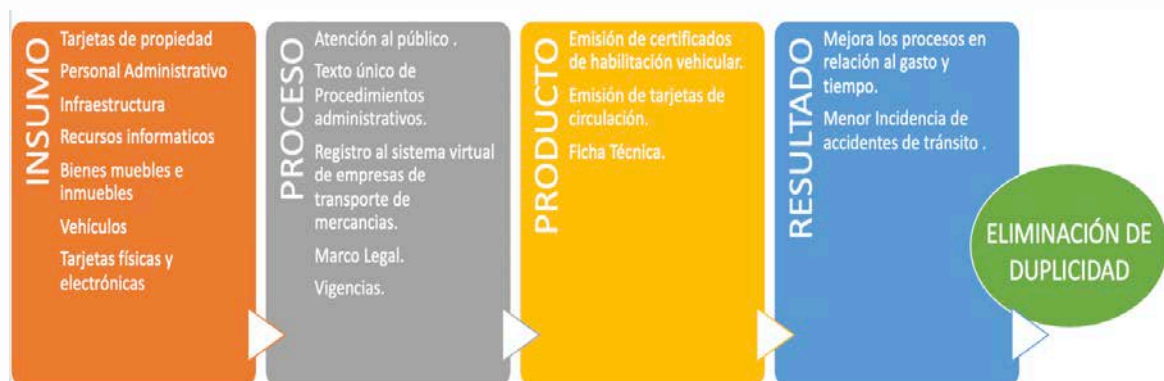 INSUMO
Tarjetas de propiedad
Personal Administrativo
Infraestructura
Recursos informaticos
Bienes muebles e
inmuebles
Vehículos
Tarjetas físicas y
electrónicas
PROCESO
Atención al público .
Texto único de
Procedimientos
administrativos.
Registro al sistema virtual
de empresas de
transporte de
mercancias.
Marco Legal.
Vigencias.
PRODUCTO
Emisión de certificados
de habilitación vehicular.
Emisión de tarjetas de
circulación.
Ficha Técnica.
RESULTADO
Mejora los procesos en
relación al gasto y
tiempo.
Menor Incidencia de
accidentes de tránsito .
ELIMINACIÓN DE
DUPLICIDAD